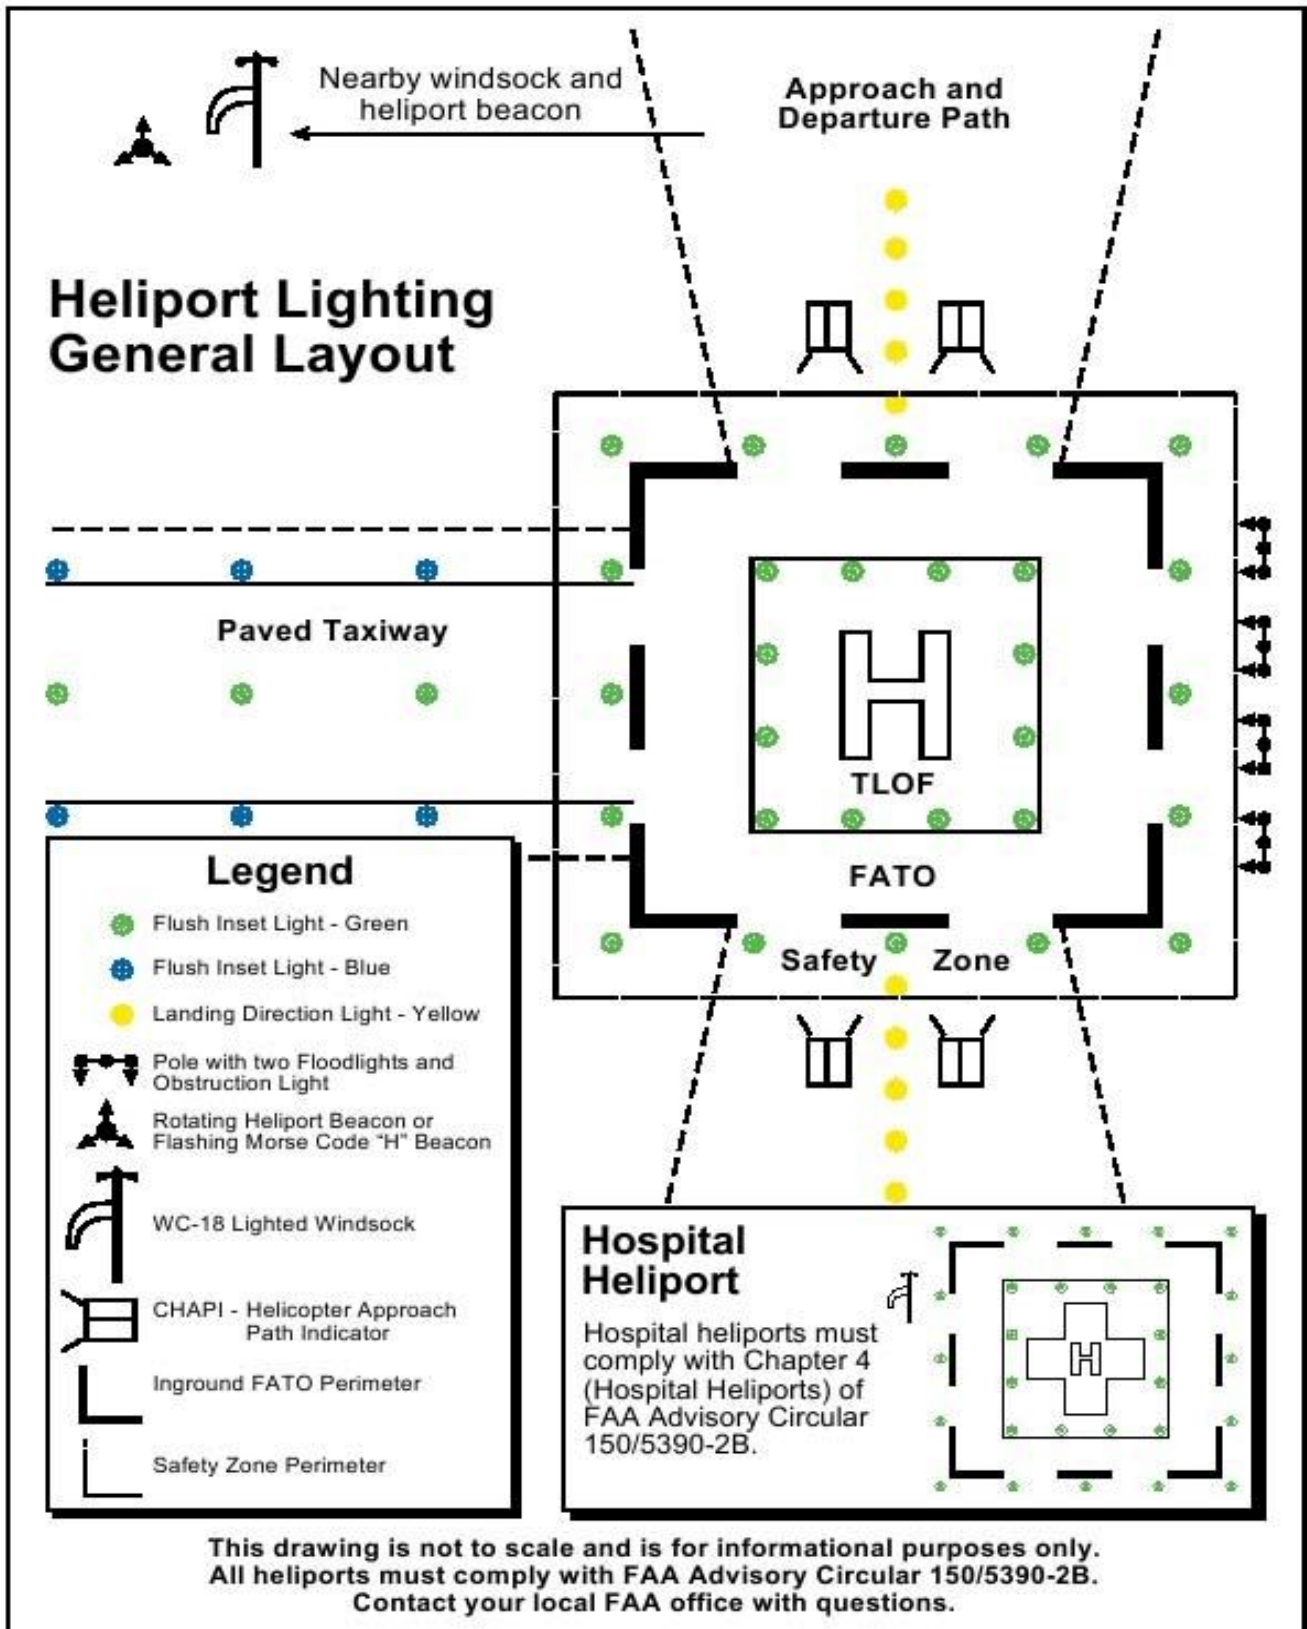 Nearby windsock and
heliport beacon
Approach and
Departure Path
Heliport Lighting
General Layout
Paved Taxiway
H
TLOF
FATO
Safety Zone
Legend
Flush Inset Light - Green
Flush Inset Light - Blue
Landing Direction Light - Yellow
Pole with two Floodlights and
Obstruction Light
Rotating Heliport Beacon or
Flashing Morse Code “H” Beacon
WC-18 Lighted Windsock
CHAPI - Helicopter Approach
Path Indicator
Inground FATO Perimeter
Safety Zone Perimeter
Hospital
Heliport
Hospital heliports must
comply with Chapter 4
(Hospital Heliports) of
FAA Advisory Circular
150/5390-2B.
H
This drawing is not to scale and is for informational purposes only.
All heliports must comply with FAA Advisory Circular 150/5390-2B.
Contact your local FAA office with questions.